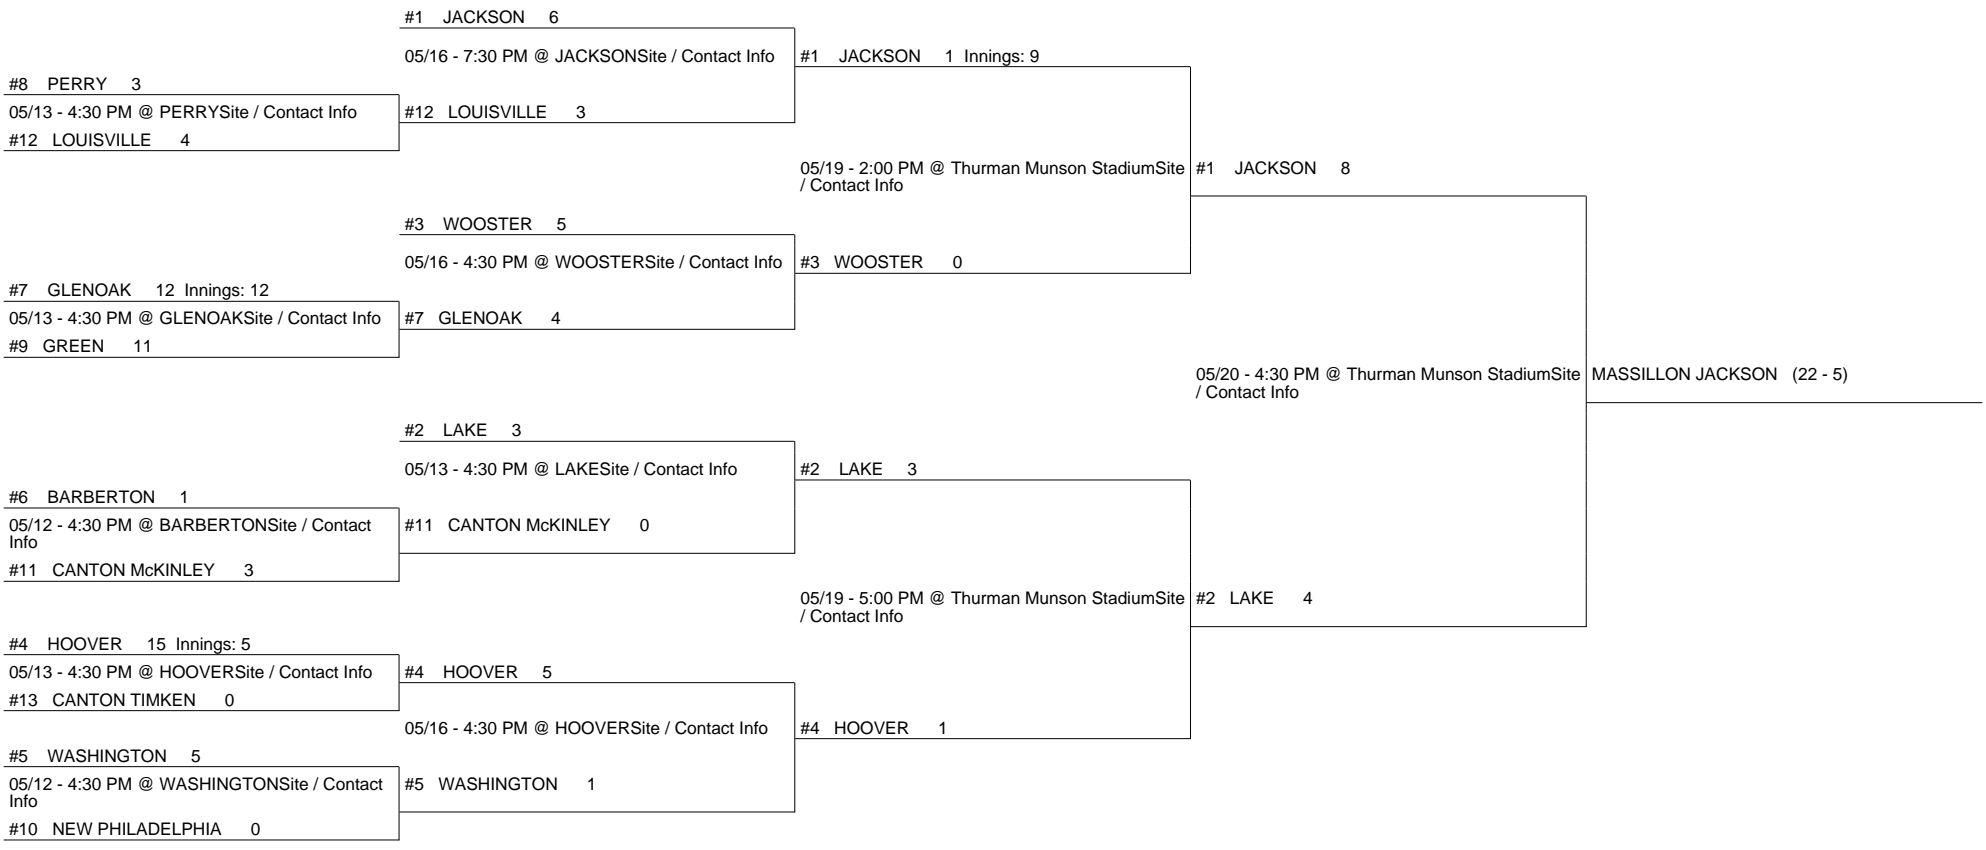 #1 JACKSON 6
05/16 - 7:30 PM @ JACKSONSite / Contact Info
#1 JACKSON 1 Innings: 9
#8 PERRY 3
05/13 - 4:30 PM @ PERRYSite / Contact Info
#12 LOUISVILLE 3
#12 LOUISVILLE 4
05/19 - 2:00 PM @ Thurman Munson StadiumSite
/ Contact Info
#1 JACKSON 8
#3 WOOSTER 5
05/16 - 4:30 PM @ WOOSTERSite / Contact Info
#3 WOOSTER 0
#7 GLENOAK 12 Innings: 12
05/13 - 4:30 PM @ GLENOAKSite / Contact Info
#7 GLENOAK 4
#9 GREEN 11
05/20 - 4:30 PM @ Thurman Munson StadiumSite
/ Contact Info
MASSILLON JACKSON (22 - 5)
#2 LAKE 3
05/13 - 4:30 PM @ LAKESite / Contact Info
#2 LAKE 3
#6 BARBERTON 1
05/12 - 4:30 PM @ BARBERTONSite / Contact
Info
#11 CANTON McKINLEY 0
#11 CANTON McKINLEY 3
05/19 - 5:00 PM @ Thurman Munson StadiumSite
/ Contact Info
#2 LAKE 4
#4 HOOVER 15 Innings: 5
05/13 - 4:30 PM @ HOOVERSite / Contact Info
#4 HOOVER 5
#13 CANTON TIMKEN 0
05/16 - 4:30 PM @ HOOVERSite / Contact Info
#4 HOOVER 1
#5 WASHINGTON 5
05/12 - 4:30 PM @ WASHINGTONSite / Contact
Info
#5 WASHINGTON 1
#10 NEW PHILADELPHIA 0